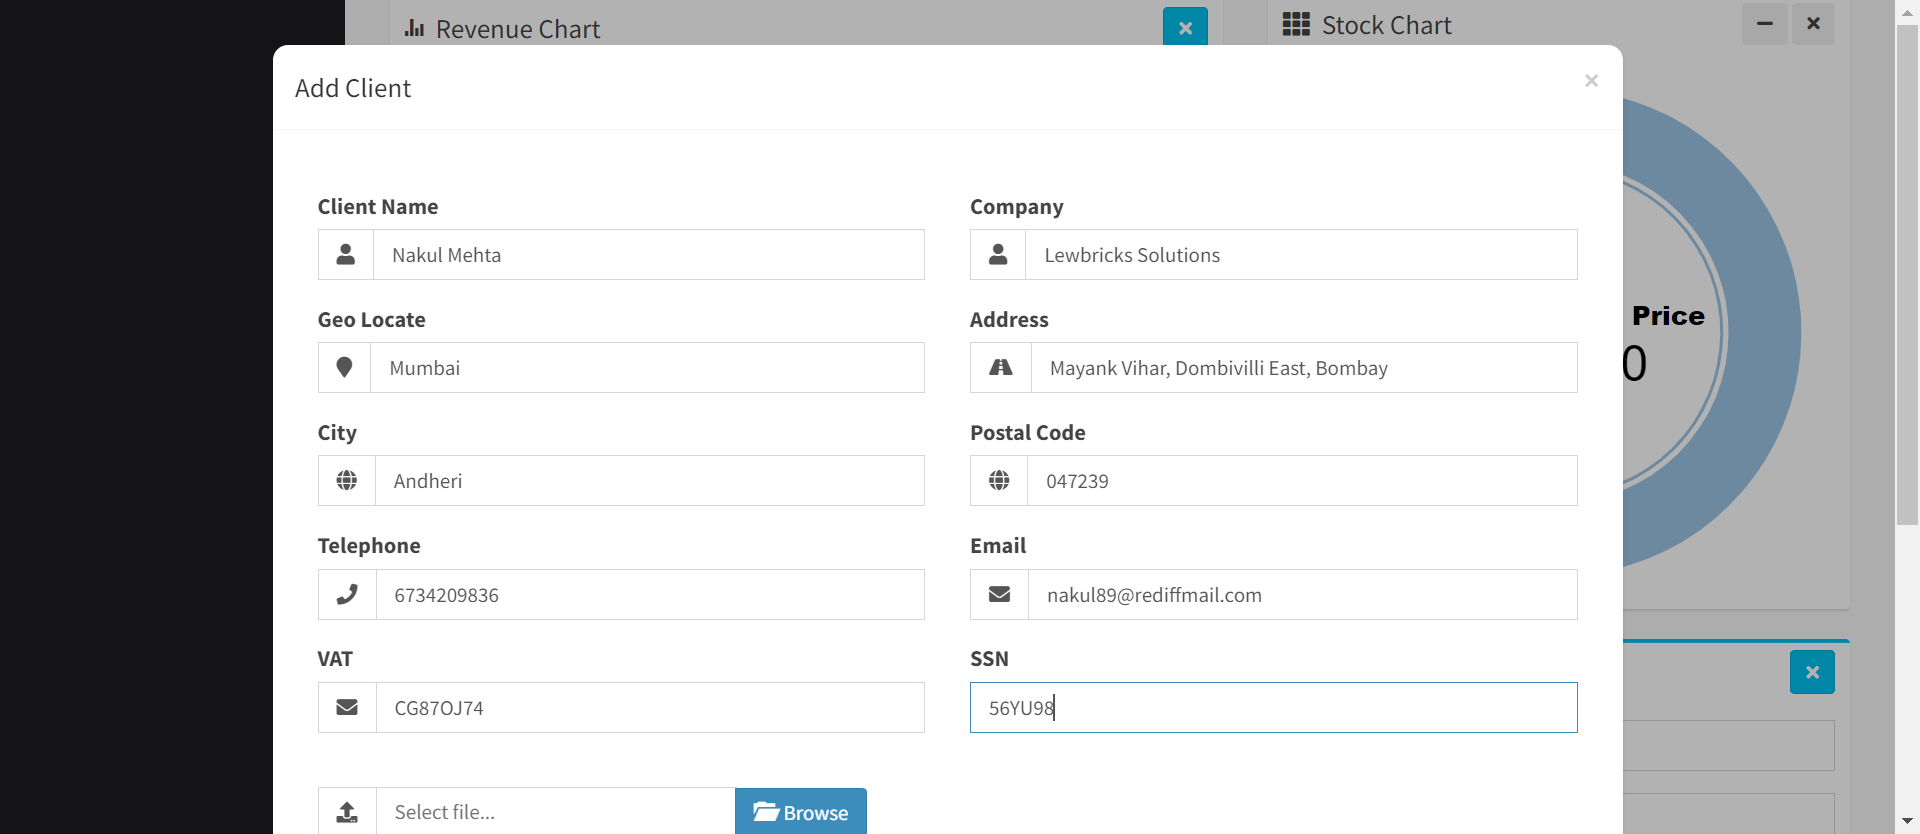 Revenue Chart
Stock Chart
Add Client
Client Name
Company
Nakul Mehta
Lewbricks Solutions
Geo Locate
Address
Mumbai
Mayank Vihar, Dombivilli East, Bombay
City
Postal Code
Andheri
047239
Telephone
Email
6734209836
nakul89@rediffmail.com
VAT
SSN
CG87OJ74
56YU98
Select file...
Browse
Price
0